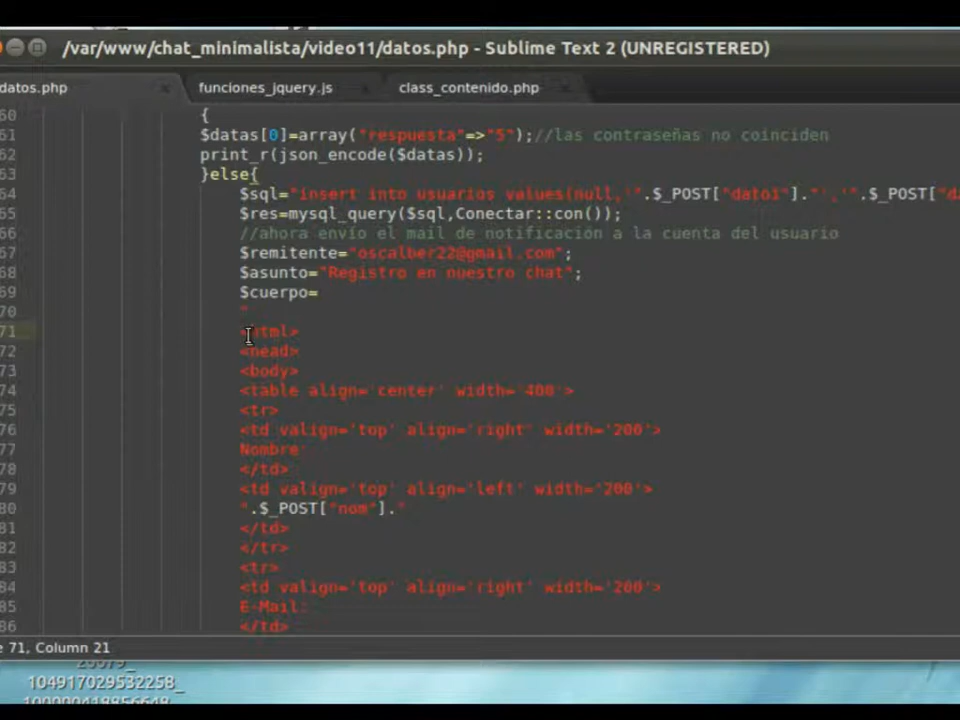 /var/www/chat_minimalista/video11/datos.php - Sublime Text 2 (UNREGISTERED)
datos.php funciones_jquery.js class_contenido.php
60 {
61 $datas[0]=array("respuesta"=>"5");//las contraseñas no coinciden
62 print_r(json_encode($datas));
63 }else{
64 $sql="insert into usuarios values(null,'".$_POST["dato1"]."','".$_POST["da
65 $res=mysql_query($sql,Conectar::con());
66 //ahora envío el mail de notificación a la cuenta del usuario
67 $remitente="oscalber22@gmail.com";
68 $asunto="Registro en nuestro chat";
69 $cuerpo=
70 "
71 <html>
72 <head>
73 <body>
74 <table align='center' width='400'>
75 <tr>
76 <td valign='top' align='right' width='200'>
77 Nombre
78 </td>
79 <td valign='top' align='left' width='200'>
80 ".$_POST["nom"]."
81 </td>
82 </tr>
83 <tr>
84 <td valign='top' align='right' width='200'>
85 E-Mail:
86 </td>
e 71, Column 21
104917029532258_